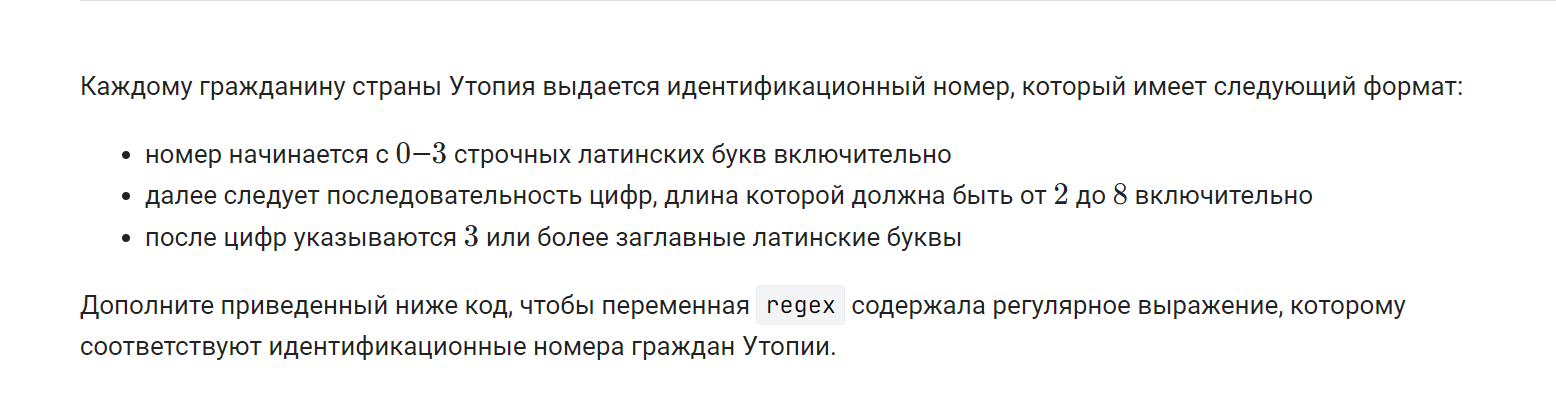 Каждому гражданину страны Утопия выдается идентификационный номер, который имеет следующий формат:
• номер начинается с 0–3 строчных латинских букв включительно
• далее следует последовательность цифр, длина которой должна быть от 2 до 8 включительно
• после цифр указываются 3 или более заглавные латинские буквы
Дополните приведенный ниже код, чтобы переменная regex содержала регулярное выражение, которому
соответствуют идентификационные номера граждан Утопии.